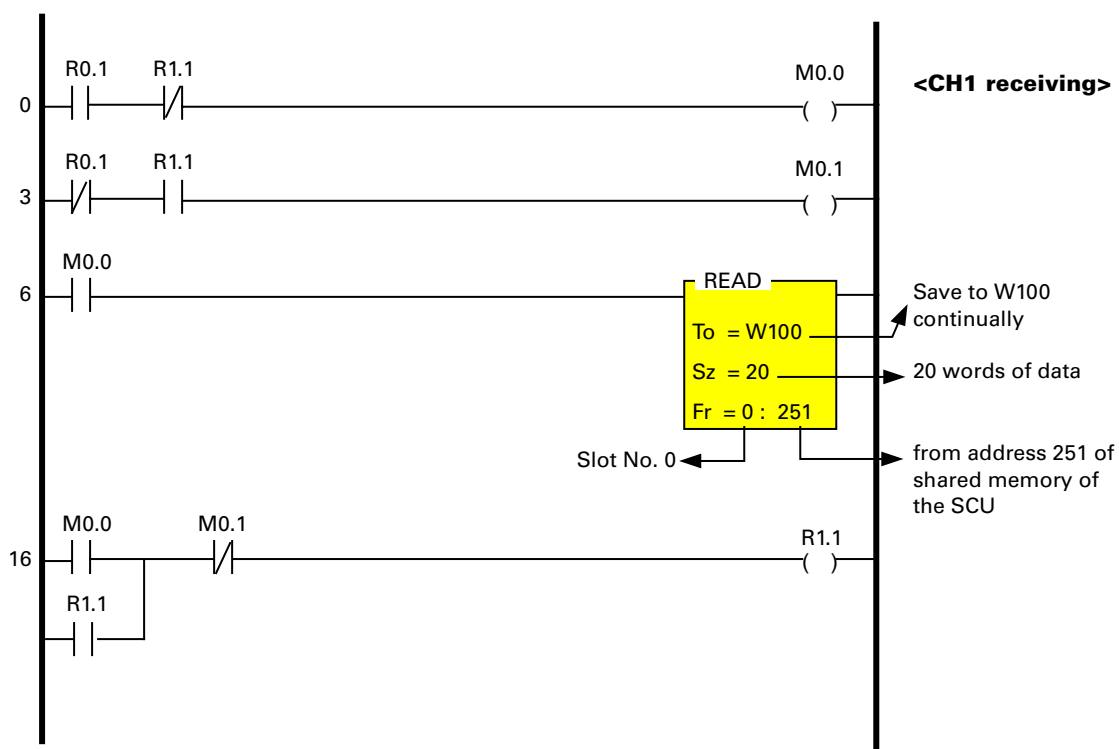 R0.1 R1.1
M0.0
<CH1 receiving>
0
( )
R0.1 R1.1
M0.1
3
( )
M0.0
6
READ
Save to W100
continually
To = W100
Sz = 20
20 words of data
Fr = 0 : 251
Slot No. 0
from address 251 of
shared memory of
the SCU
M0.0 M0.1
R1.1
16
( )
R1.1